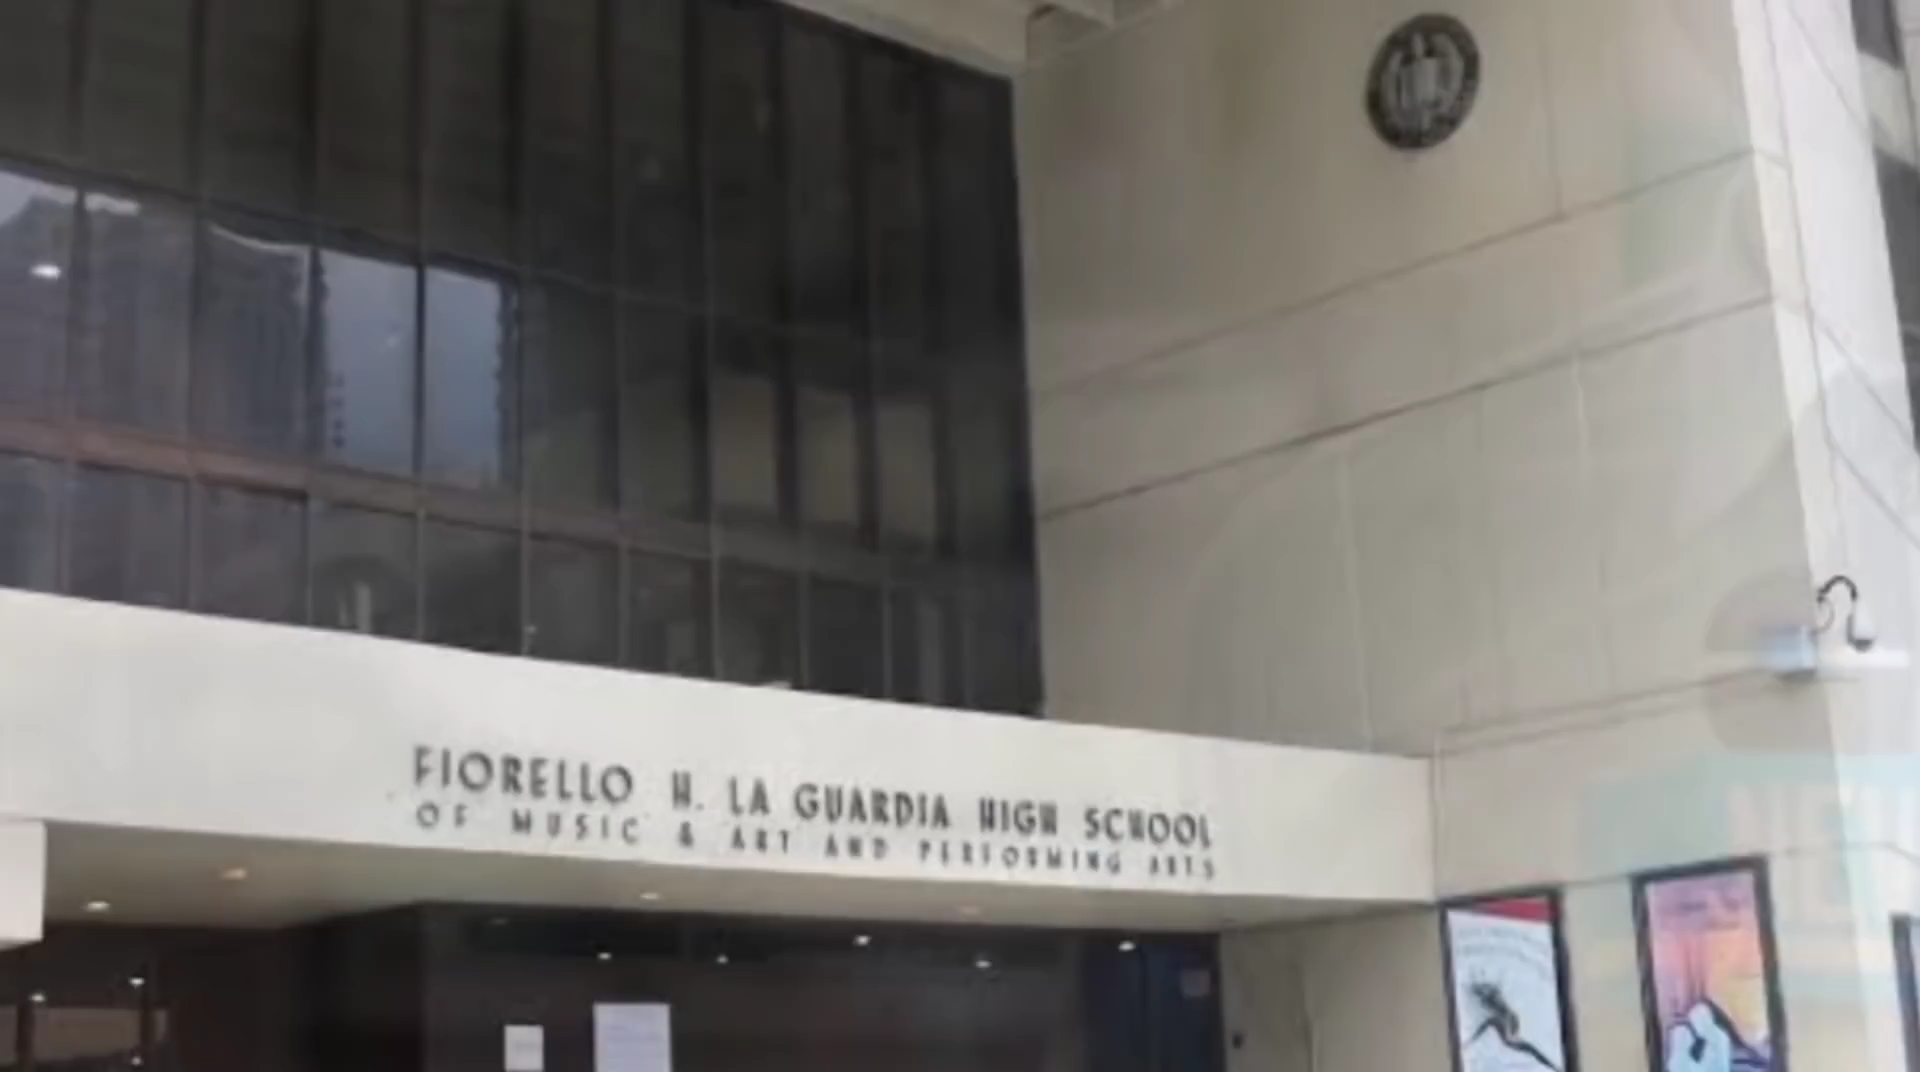 FIORELLO H. LA GUARDIA HIGH SCHOOL
OF MUSIC & ART AND PERFORMING ARTS